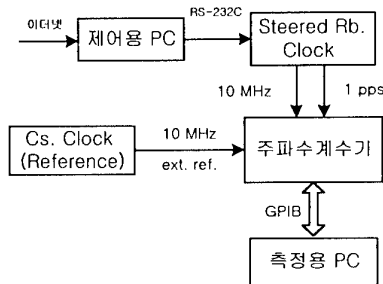 이더넷
제어용 PC
RS-232C
Steered Rb.
Clock
10 MHz
1 pps
Cs. Clock
(Reference)
10 MHz
ext. ref.
주파수계수기
GPIB
측정용 PC